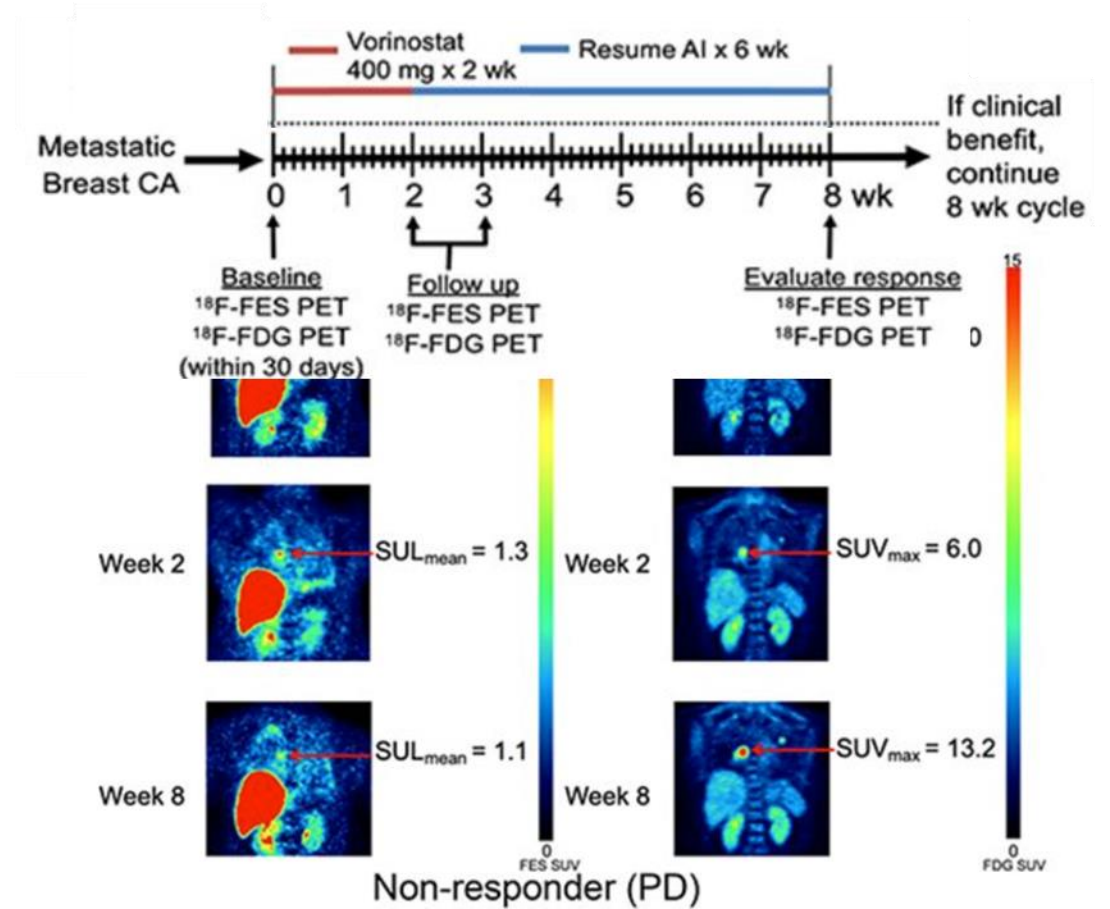 Vorinostat
400 mg x 2 wk
Resume AI x 6 wk
Metastatic
Breast CA
0 1 2 3 4 5 6 7 8 wk
If clinical
benefit,
continue
8 wk cycle
Baseline
¹⁸F-FES PET
¹⁸F-FDG PET
(within 30 days)
Follow up
¹⁸F-FES PET
¹⁸F-FDG PET
Evaluate response
¹⁸F-FES PET
¹⁸F-FDG PET
15
0
Week 2
SULmean = 1.3
Week 2
SUVmax = 6.0
Week 8
SULmean = 1.1
Week 8
SUVmax = 13.2
0
FES SUV
0
FDG SUV
Non-responder (PD)